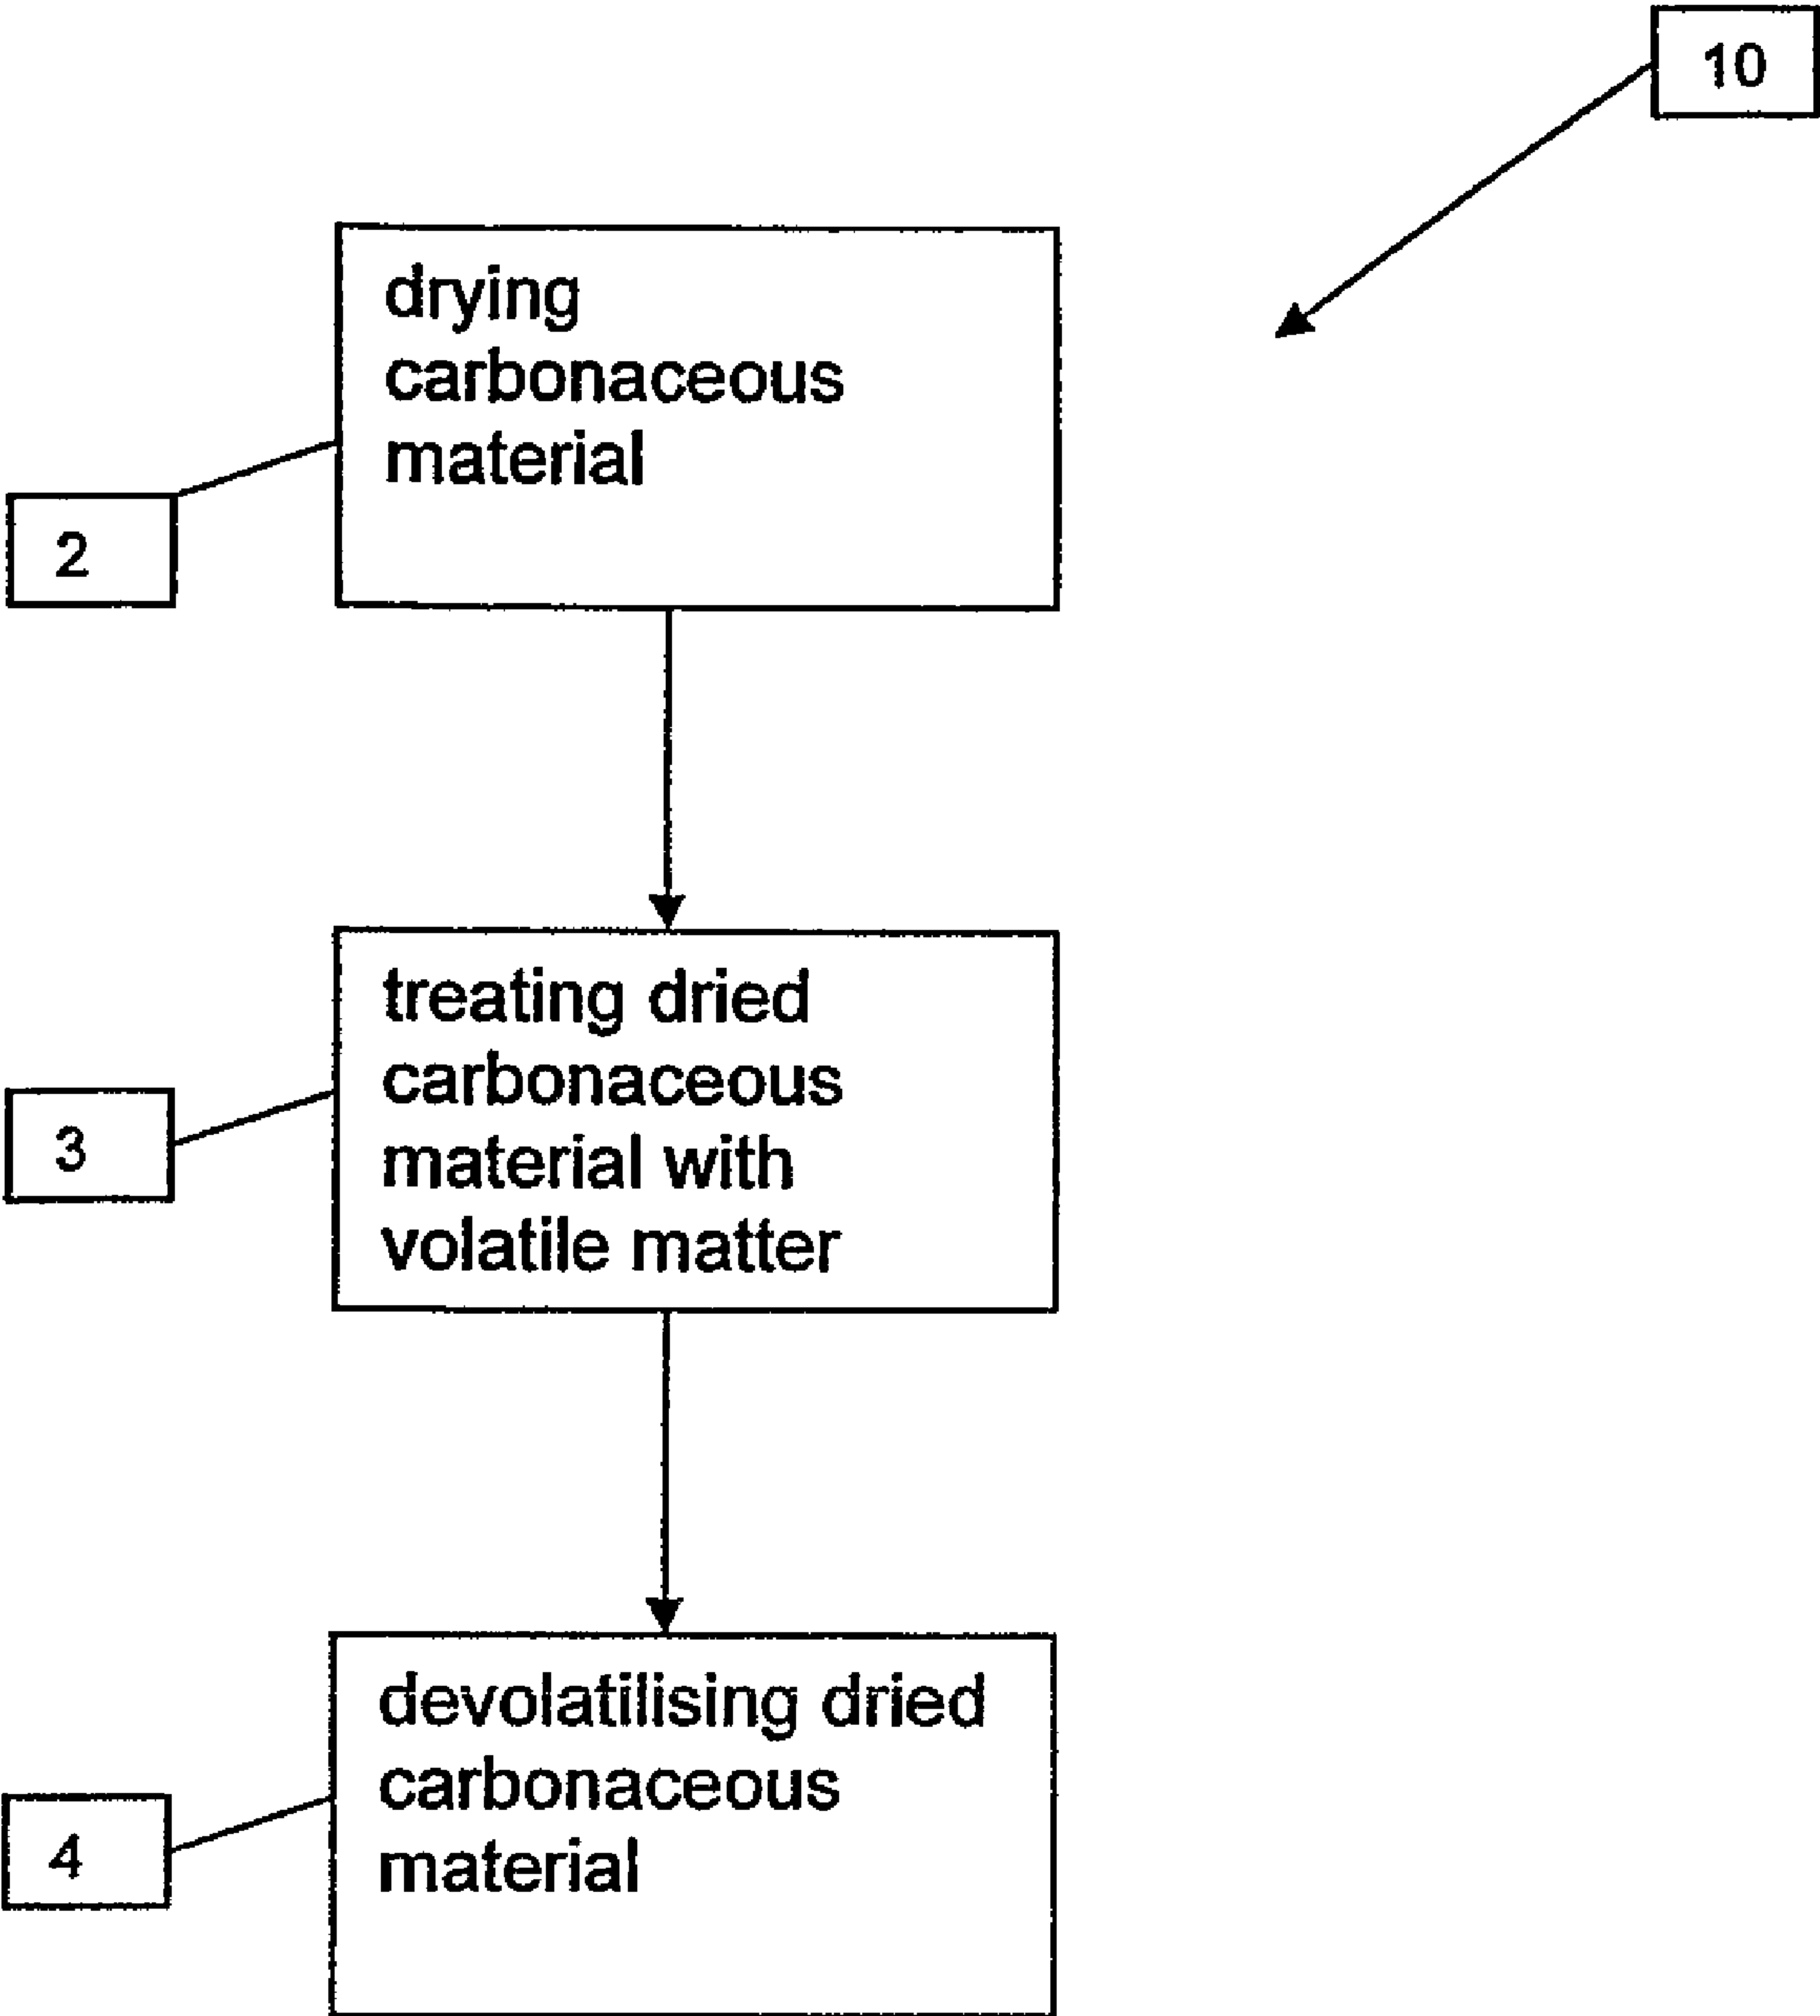 10
drying
carbonaceous
material
2
treating dried
carbonaceous
material with
volatile matter
3
devolatilising dried
carbonaceous
material
4